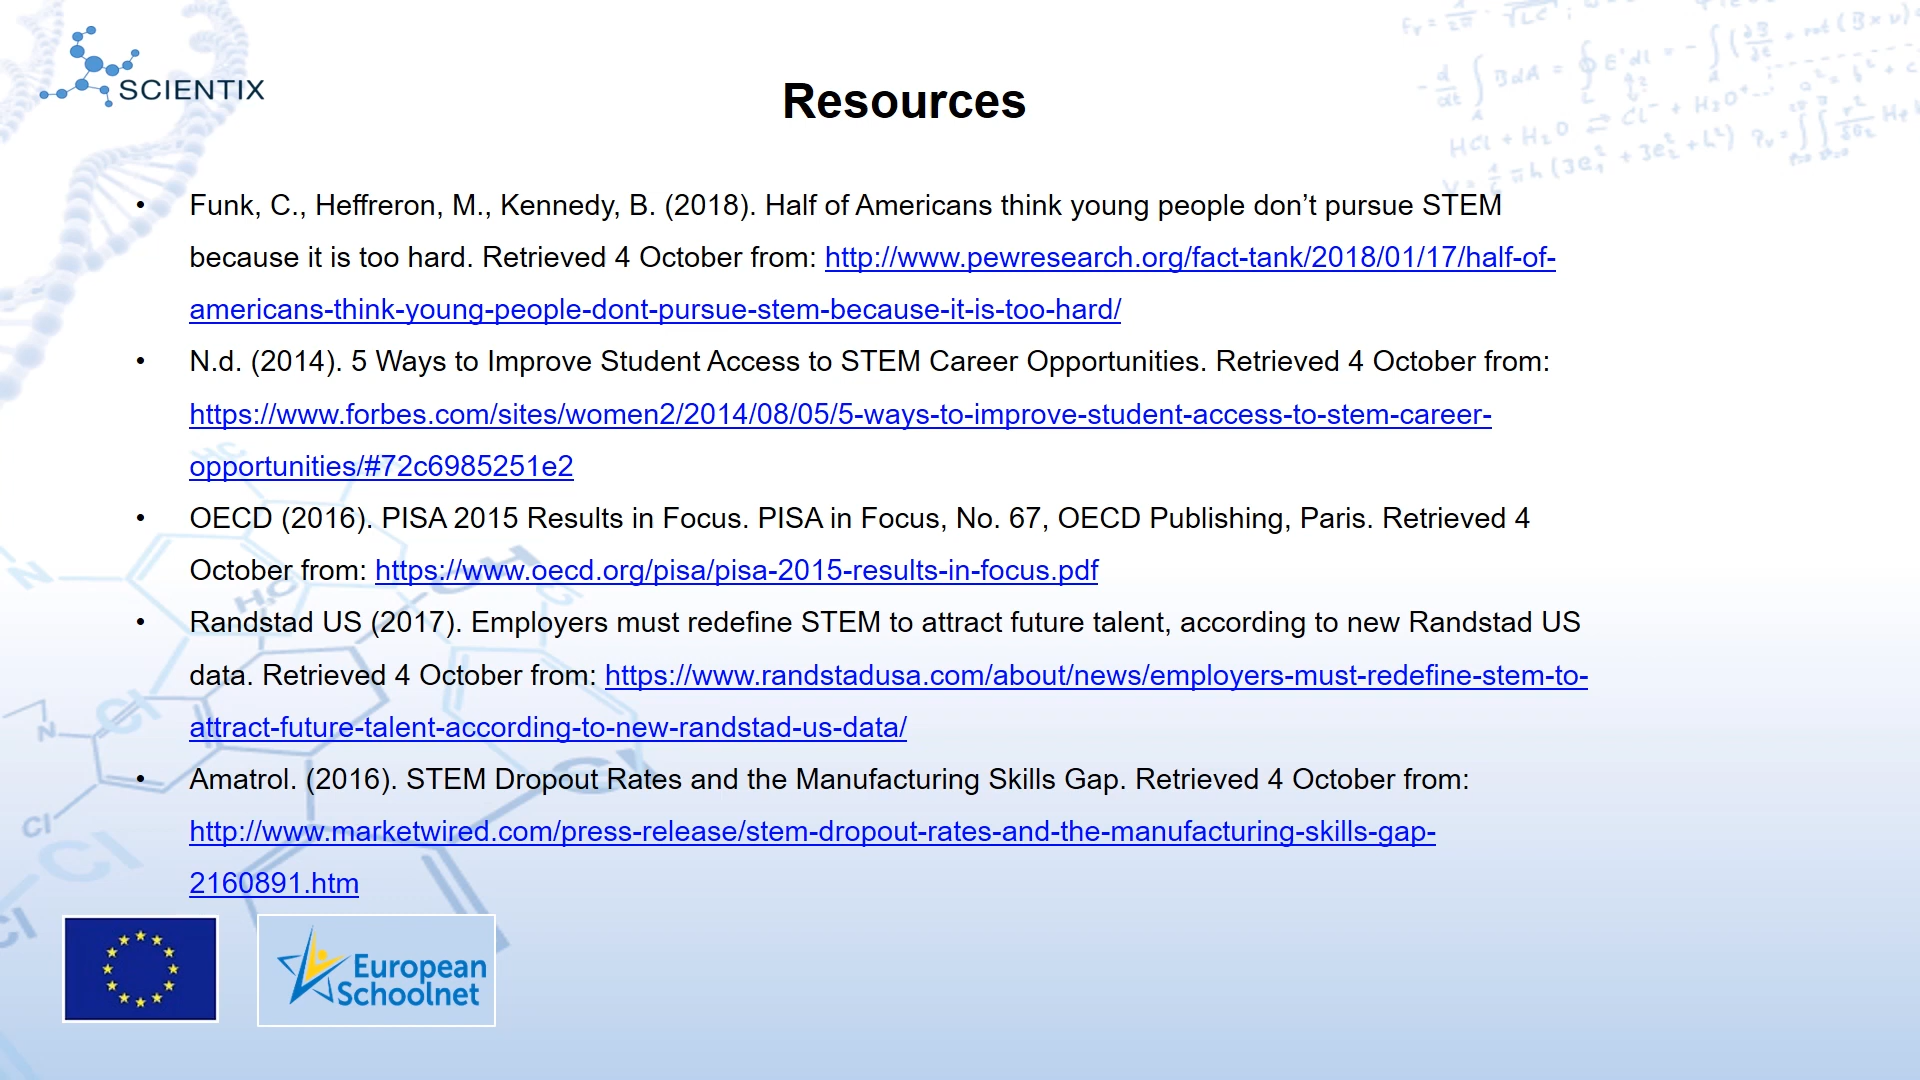 SCIENTIX
Resources
• Funk, C., Heffreron, M., Kennedy, B. (2018). Half of Americans think young people don’t pursue STEM
because it is too hard. Retrieved 4 October from: http://www.pewresearch.org/fact-tank/2018/01/17/half-of-
americans-think-young-people-dont-pursue-stem-because-it-is-too-hard/
• N.d. (2014). 5 Ways to Improve Student Access to STEM Career Opportunities. Retrieved 4 October from:
https://www.forbes.com/sites/women2/2014/08/05/5-ways-to-improve-student-access-to-stem-career-
opportunities/#72c6985251e2
• OECD (2016). PISA 2015 Results in Focus. PISA in Focus, No. 67, OECD Publishing, Paris. Retrieved 4
October from: https://www.oecd.org/pisa/pisa-2015-results-in-focus.pdf
• Randstad US (2017). Employers must redefine STEM to attract future talent, according to new Randstad US
data. Retrieved 4 October from: https://www.randstadusa.com/about/news/employers-must-redefine-stem-to-
attract-future-talent-according-to-new-randstad-us-data/
• Amatrol. (2016). STEM Dropout Rates and the Manufacturing Skills Gap. Retrieved 4 October from:
http://www.marketwired.com/press-release/stem-dropout-rates-and-the-manufacturing-skills-gap-
2160891.htm
European
Schoolnet